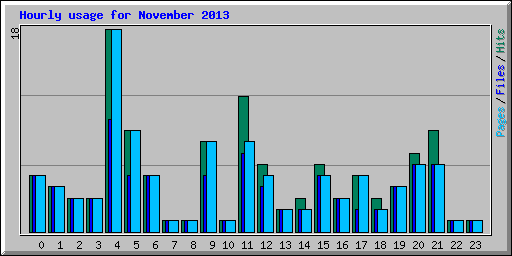 Hourly usage for November 2013
18
Pages/Files/Hits
0 1 2 3 4 5 6 7 8 9 10 11 12 13 14 15 16 17 18 19 20 21 22 23